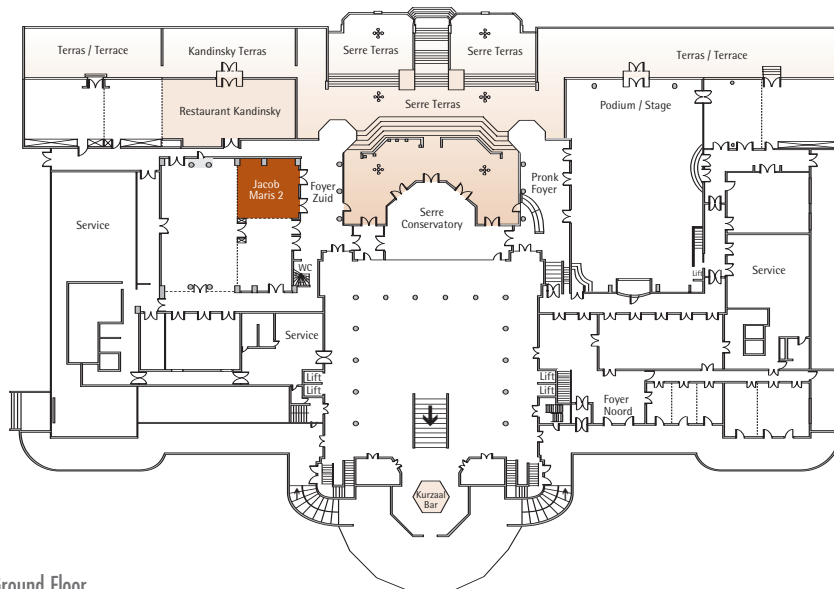 Terras / Terrace
Kandinsky Terras
Serre Terras
Serre Terras
Terras / Terrace
Restaurant Kandinsky
Serre Terras
Podium / Stage
Jacob
Maris 2
Foyer
Zuid
Pronk
Foyer
Service
Serre
Conservatory
WC
Lift
Service
Service
Lift
Lift
Lift
Lift
Foyer
Noord
Kurzaal
Bar
Ground Floor